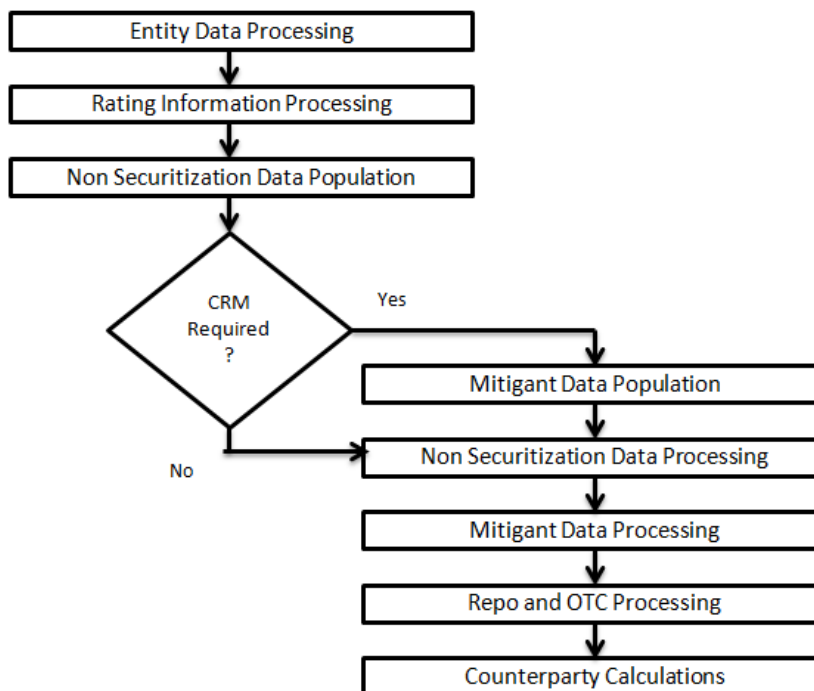 Entity Data Processing
Rating Information Processing
Non Securitization Data Population
CRM
Required
?
Yes
Mitigant Data Population
No
Non Securitization Data Processing
Mitigant Data Processing
Repo and OTC Processing
Counterparty Calculations